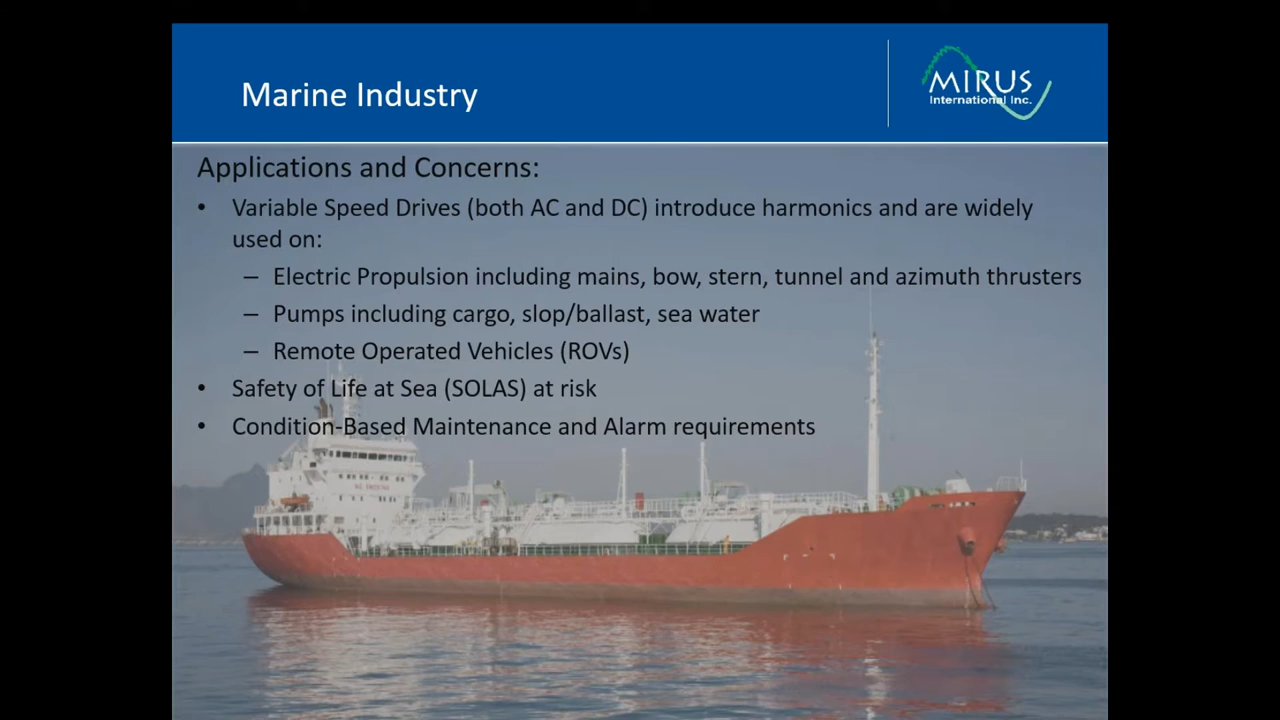 Marine Industry
MIRUS
International Inc.
Applications and Concerns:
• Variable Speed Drives (both AC and DC) introduce harmonics and are widely
used on:
– Electric Propulsion including mains, bow, stern, tunnel and azimuth thrusters
– Pumps including cargo, slop/ballast, sea water
– Remote Operated Vehicles (ROVs)
• Safety of Life at Sea (SOLAS) at risk
• Condition-Based Maintenance and Alarm requirements
NO SMOKING